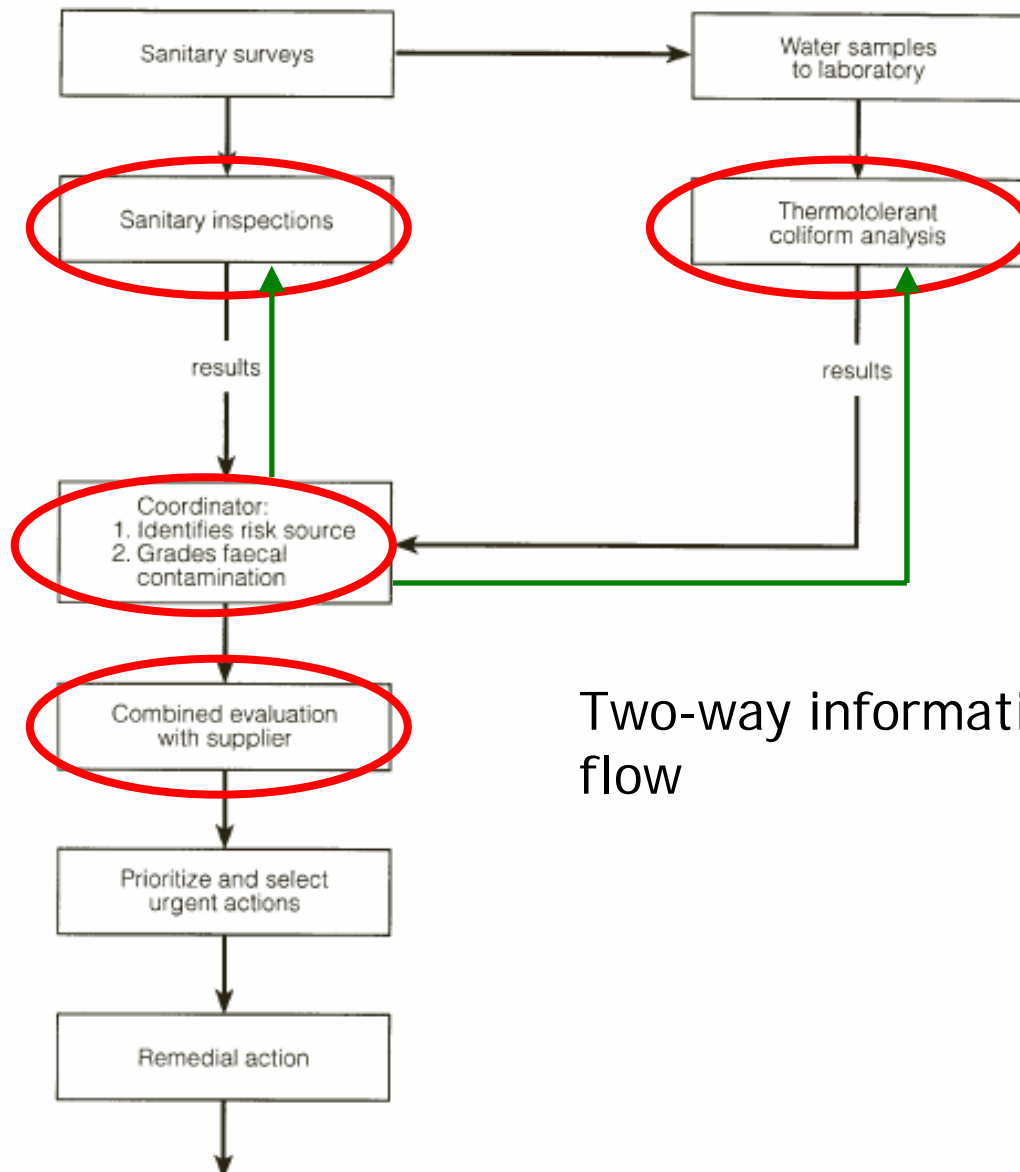 Sanitary surveys
Water samples
to laboratory
Sanitary inspections
Thermotolerant
coliform analysis
results
results
Coordinator:
1. Identifies risk source
2. Grades faecal
contamination
Combined evaluation
with supplier
Two-way informati
flow
Prioritize and select
urgent actions
Remedial action